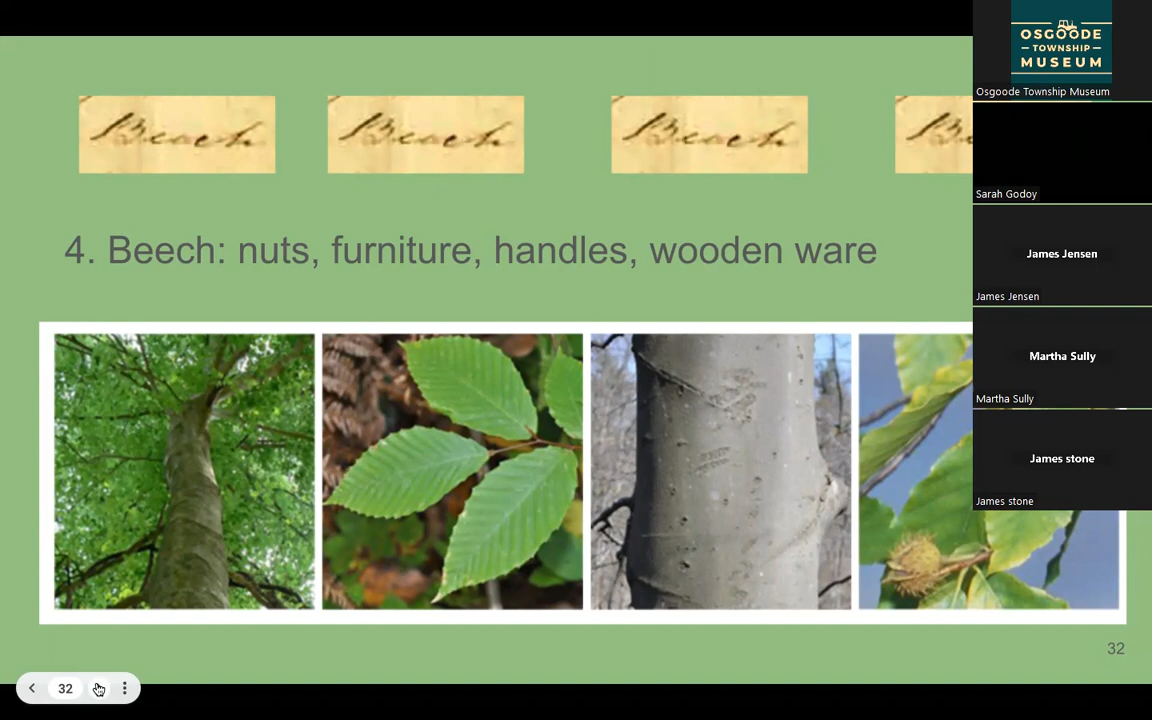 Beech Beech Beech Be
4. Beech: nuts, furniture, handles, wooden ware
32
32
OSGOODE
TOWNSHIP
MUSEUM
Osgoode Township Museum
Sarah Godoy
James Jensen
James Jensen
Martha Sully
Martha Sully
James stone
James stone